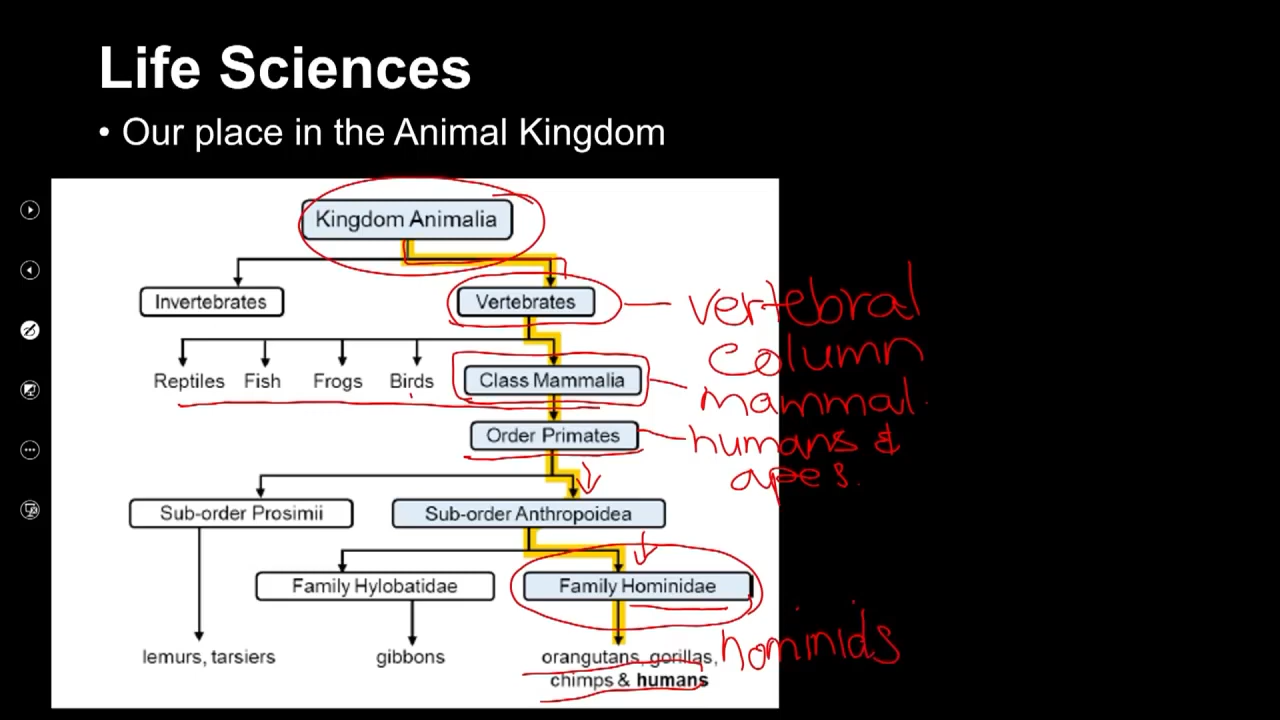 Life Sciences
• Our place in the Animal Kingdom
Kingdom Animalia
Invertebrates
Vertebrates
vertebral
column
Reptiles
Fish
Frogs
Birds
Class Mammalia
mammal.
Order Primates
humans &
apes.
Sub-order Prosimii
Sub-order Anthropoidea
Family Hylobatidae
Family Hominidae
hominids
lemurs, tarsiers
gibbons
orangutans, gorillas,
chimps & humans